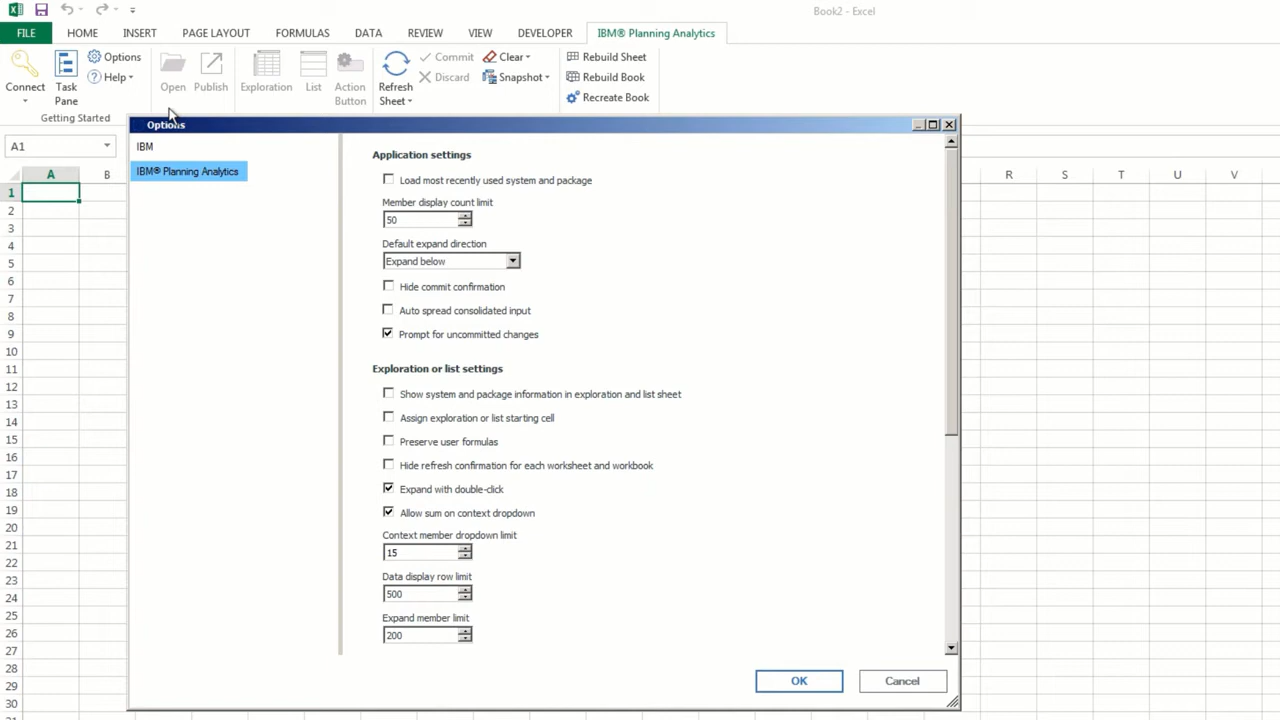 Book2 - Excel
FILE HOME INSERT PAGE LAYOUT FORMULAS DATA REVIEW VIEW DEVELOPER IBM® Planning Analytics
Connect
Task Pane
Options
Help
Open
Publish
Exploration
List
Action Button
Refresh Sheet
Commit
Discard
Clear
Snapshot
Rebuild Sheet
Rebuild Book
Recreate Book
Getting Started
A1
A B R S T U V
1
2
3
4
5
6
7
8
9
10
11
12
13
14
15
16
17
18
19
20
21
22
23
24
25
26
27
28
29
30
Options
IBM
IBM® Planning Analytics
Application settings
Load most recently used system and package
Member display count limit
50
Default expand direction
Expand below
Hide commit confirmation
Auto spread consolidated input
Prompt for uncommitted changes
Exploration or list settings
Show system and package information in exploration and list sheet
Assign exploration or list starting cell
Preserve user formulas
Hide refresh confirmation for each worksheet and workbook
Expand with double-click
Allow sum on context dropdown
Context member dropdown limit
15
Data display row limit
500
Expand member limit
200
OK Cancel